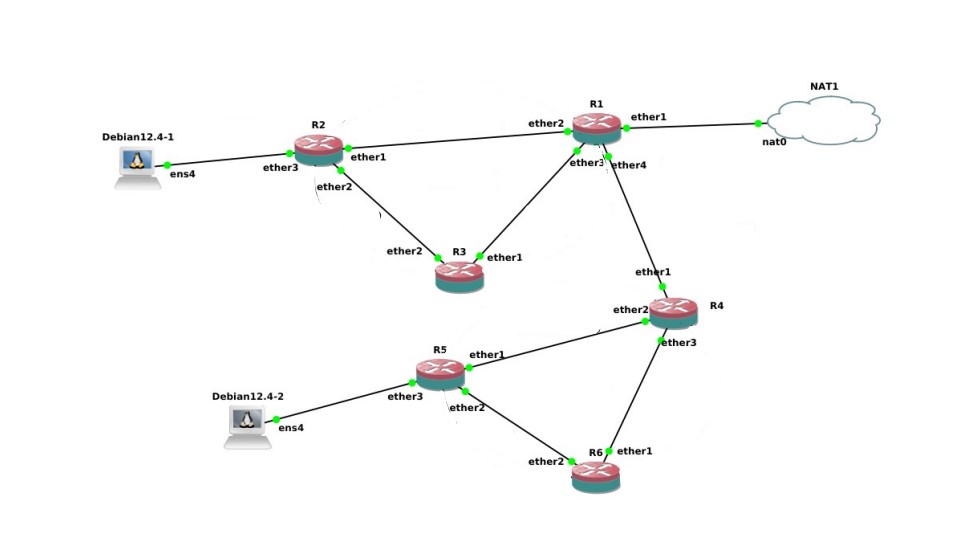 NAT1
R1
ether2
ether1
nat0
Debian12.4-1
R2
ens4
ether3
ether1
ether2
ether3
ether4
ether2
R3
ether1
ether1
ether2
R4
ether3
R5
ether1
Debian12.4-2
ether3
ether2
ens4
ether2
R6
ether1